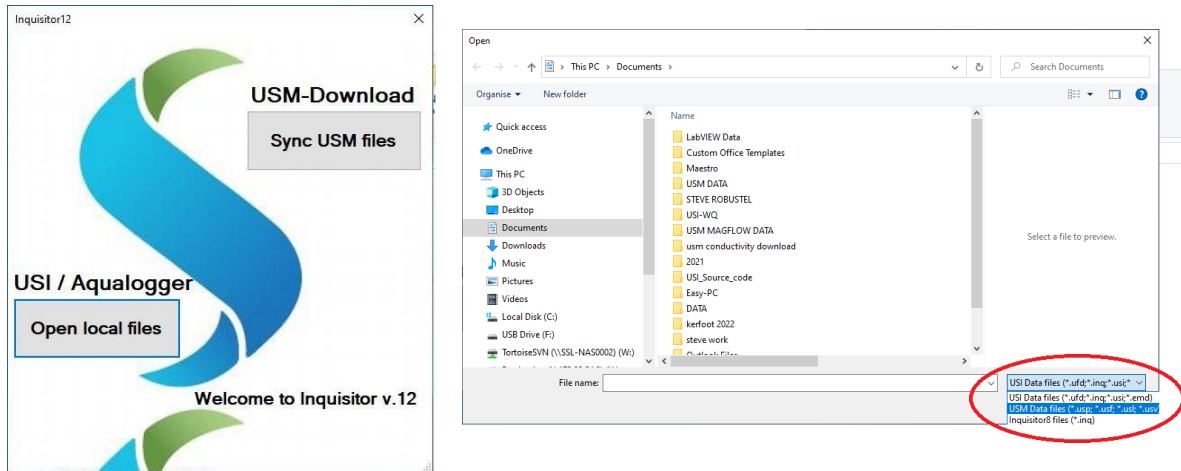 Inquisitor12
USM-Download
Sync USM files
USI / Aqualogger
Open local files
Welcome to Inquisitor v.12
Open
This PC › Documents ›
Search Documents
Organise
New folder
Quick access
OneDrive
This PC
3D Objects
Desktop
Documents
Downloads
Music
Pictures
Videos
Local Disk (C:)
USB Drive (F:)
TortoiseSVN (\\SSL-NAS0002) (W:)
Name
LabVIEW Data
Custom Office Templates
Maestro
USM DATA
STEVE ROBUSTEL
USI-WQ
USM MAGFLOW DATA
usm conductivity download
2021
USI_Source_code
Easy-PC
DATA
kerfoot 2022
steve work
Outlook Files
Select a file to preview.
File name:
USI Data files (*.ufd;*.inq;*.usi;*
USI Data files (*.ufd;*.inq;*.usi;*.emd)
USM Data files (*.usp; *.usf; *.usl; *.usv
Inquisitor8 files (*.inq)